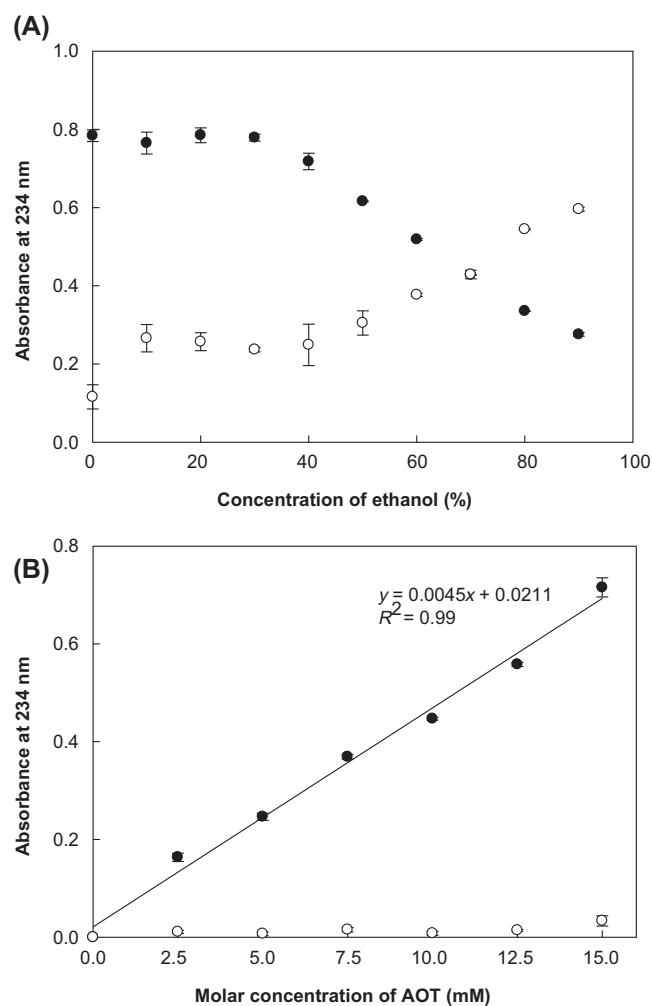 (A)
1.0
0.8
0.6
0.4
0.2
0.0
Absorbance at 234 nm
0 20 40 60 80 100
Concentration of ethanol (%)
(B)
0.8
0.6
0.4
0.2
0.0
Absorbance at 234 nm
y = 0.0045x + 0.0211
R2 = 0.99
0.0 2.5 5.0 7.5 10.0 12.5 15.0
Molar concentration of AOT (mM)